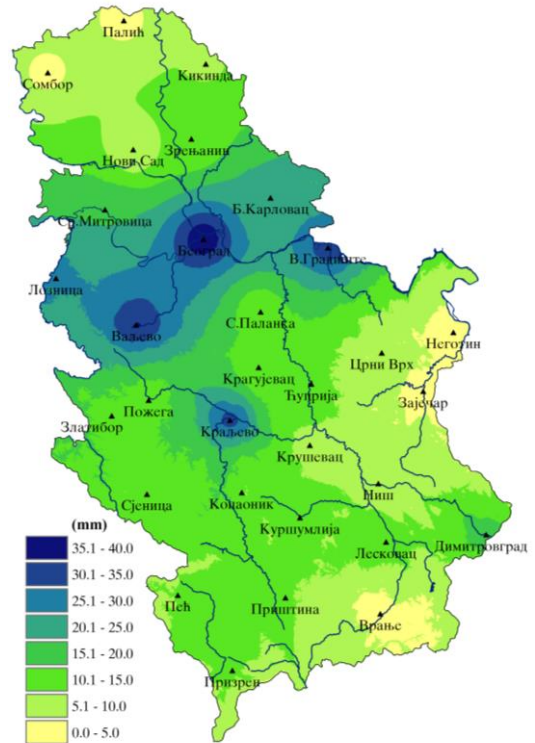 Палић
Сомбор
Кикинда
Нови Сад
Зрењанин
Б.Карловац
Ср.Митровица
Београд
В.Градиште
Лозница
Ваљево
С.Паланка
Неготин
Црни Врх
Крагујевац
Ћуприја
Зајечар
Пожега
Златибор
Краљево
Крушевац
Ниш
Сјеница
Копаоник
Куршумлија
Лесковац
Димитровград
Пећ
Приштина
Врање
Призрен
(mm)
35.1 - 40.0
30.1 - 35.0
25.1 - 30.0
20.1 - 25.0
15.1 - 20.0
10.1 - 15.0
5.1 - 10.0
0.0 - 5.0